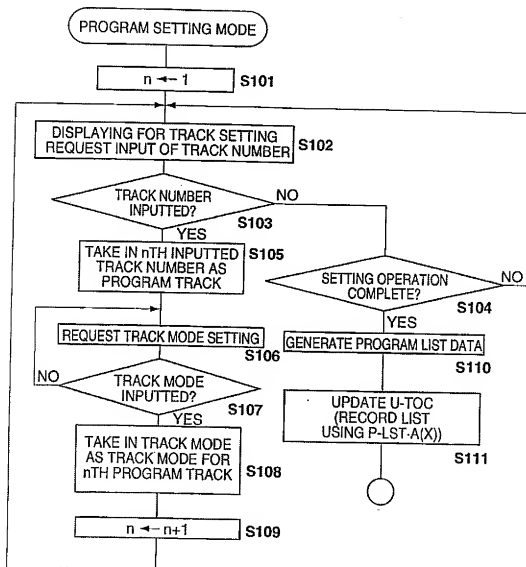 PROGRAM SETTING MODE
n ← 1
S101
DISPLAYING FOR TRACK SETTING
REQUEST INPUT OF TRACK NUMBER
S102
TRACK NUMBER
INPUTTED?
NO
S103
YES
TAKE IN nTH INPUTTED
TRACK NUMBER AS
PROGRAM TRACK
S105
SETTING OPERATION
COMPLETE?
NO
S104
YES
REQUEST TRACK MODE SETTING
S106
GENERATE PROGRAM LIST DATA
S110
NO
TRACK MODE
INPUTTED?
S107
YES
UPDATE U-TOC
(RECORD LIST
USING P-LST-A(X))
S111
TAKE IN TRACK MODE
AS TRACK MODE FOR
nTH PROGRAM TRACK
S108
n ← n+1
S109